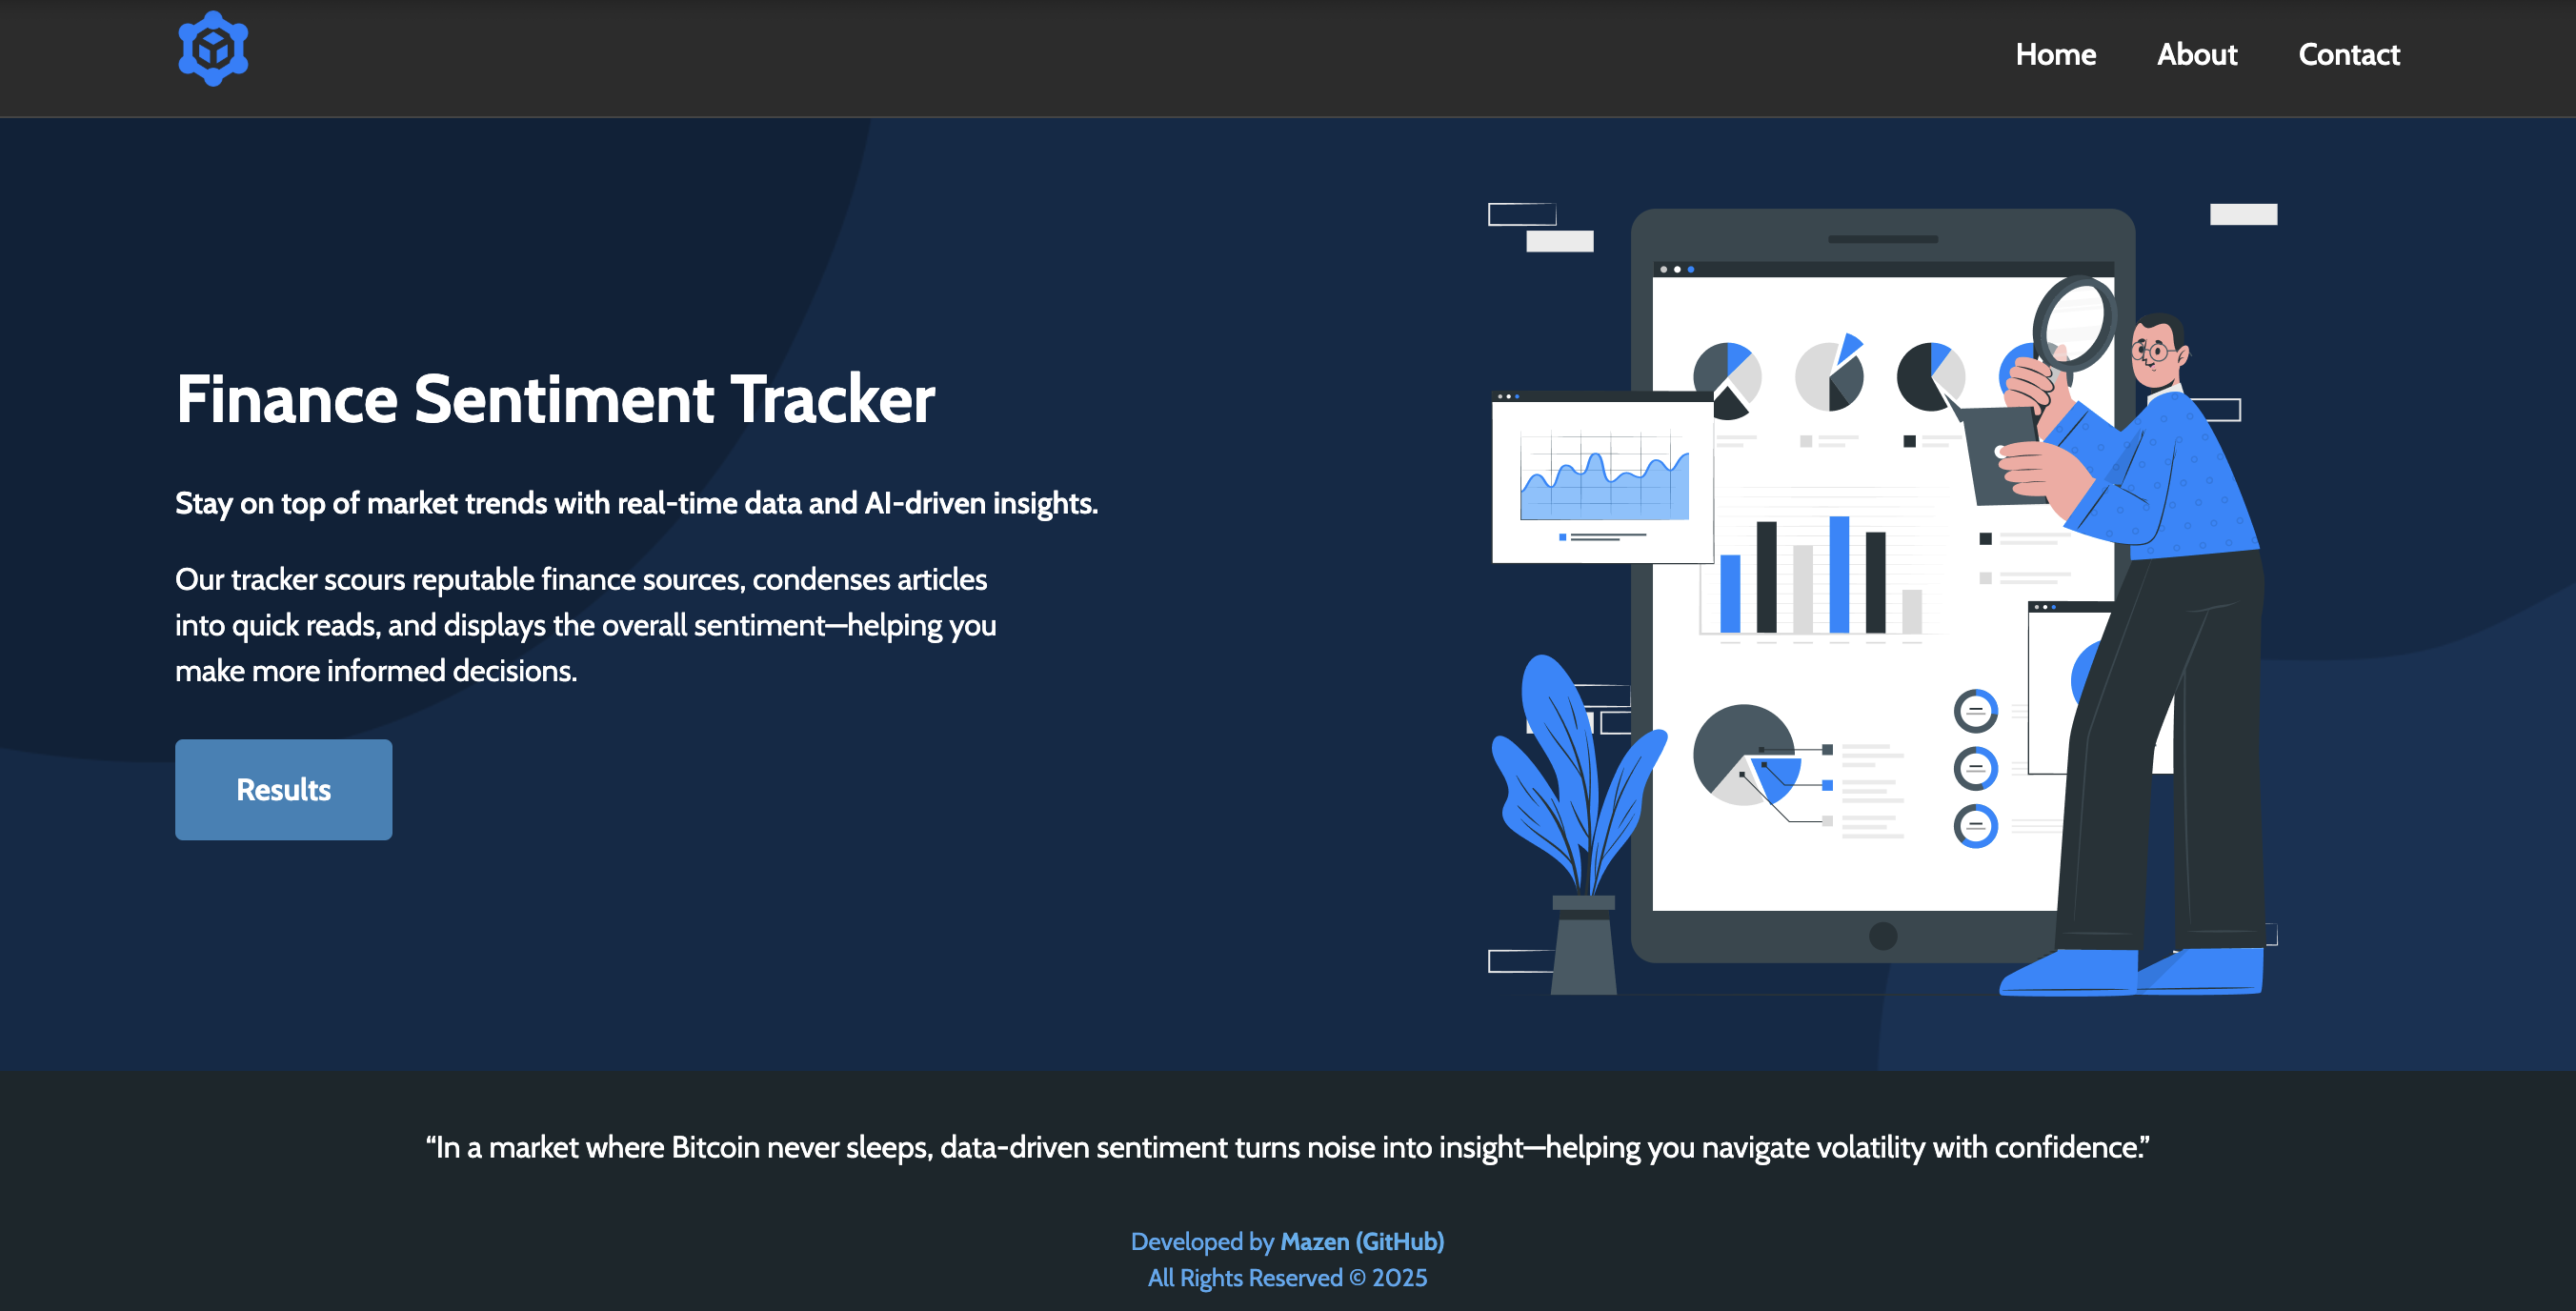 Home About Contact
Finance Sentiment Tracker
Stay on top of market trends with real-time data and AI-driven insights.
Our tracker scours reputable finance sources, condenses articles
into quick reads, and displays the overall sentiment—helping you
make more informed decisions.
Results
“In a market where Bitcoin never sleeps, data-driven sentiment turns noise into insight—helping you navigate volatility with confidence.”
Developed by Mazen (GitHub)
All Rights Reserved © 2025